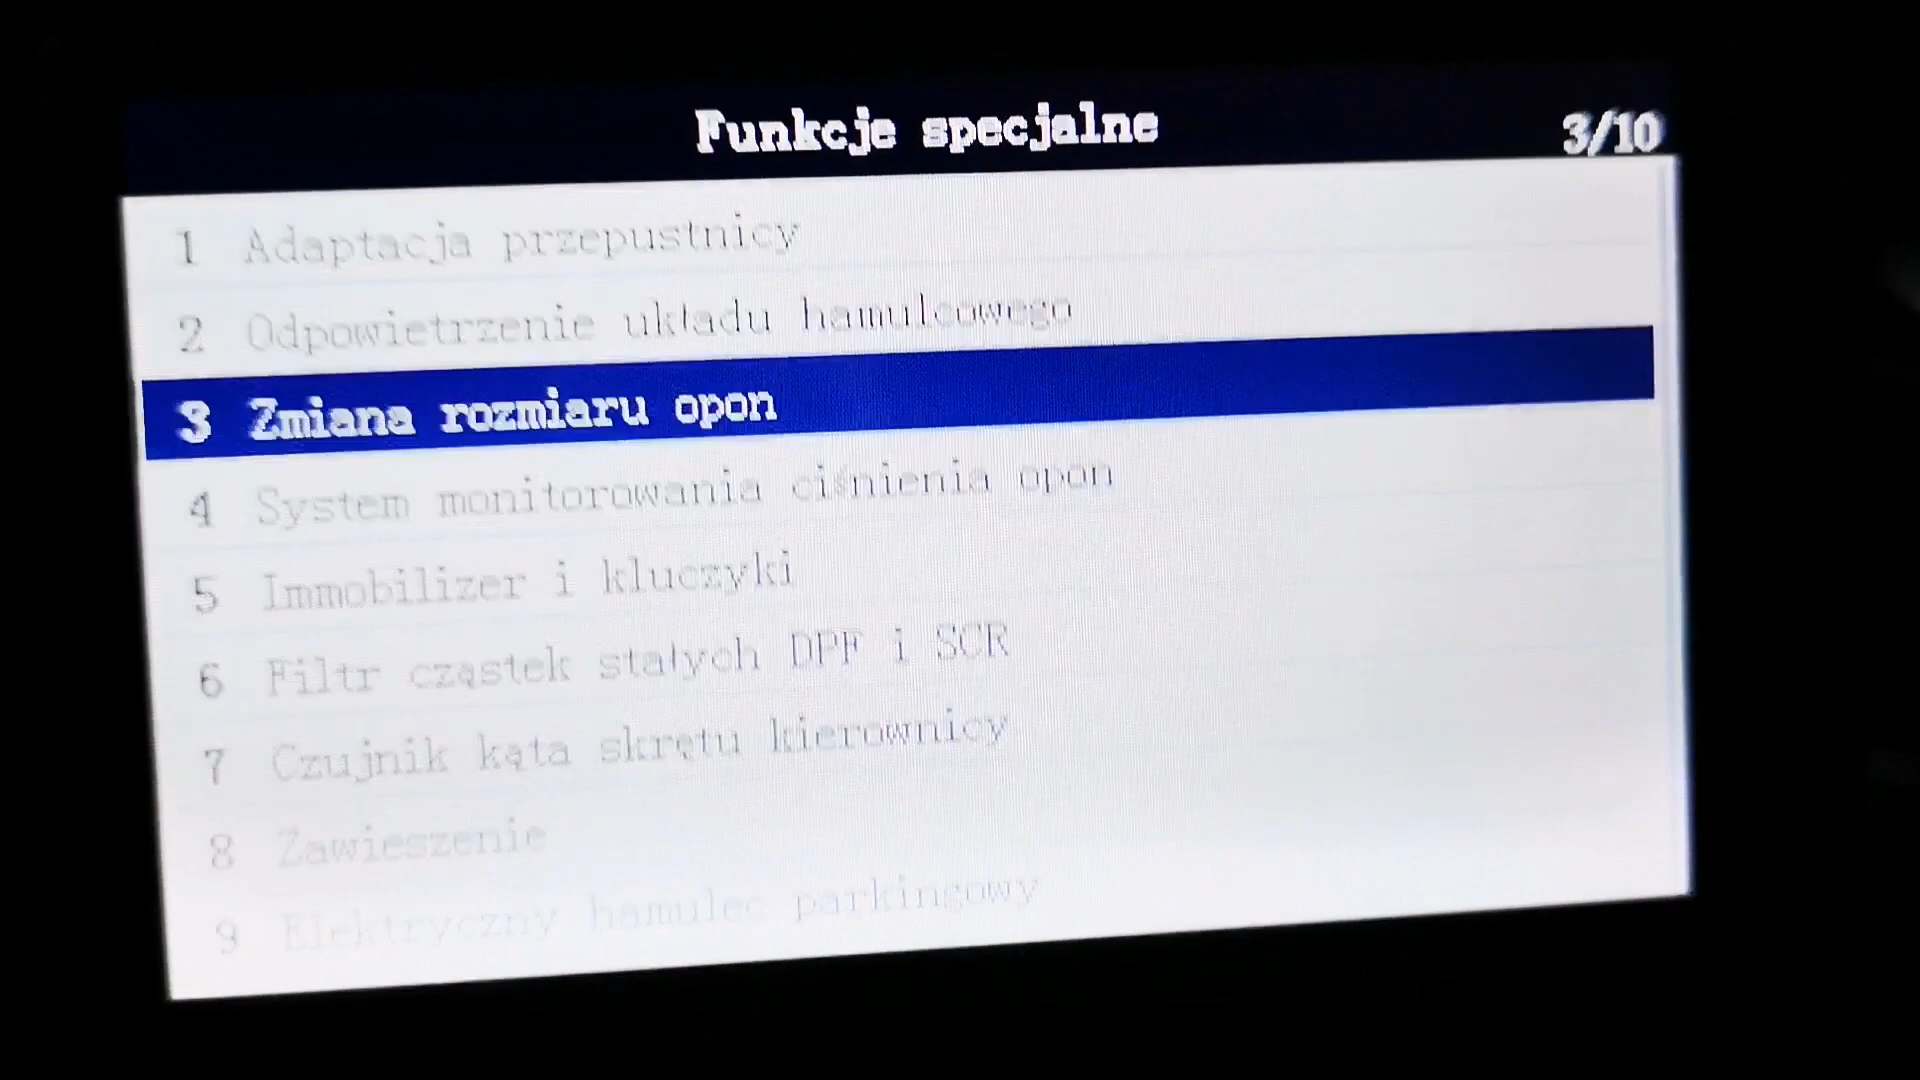 Funkcje specjalne
3/10
1 Adaptacja przepustnicy
2 Odpowietrzenie układu hamulcowego
3 Zmiana rozmiaru opon
4 System monitorowania ciśnienia opon
5 Immobilizer i kluczyki
6 Filtr cząstek stałych DPF i SCR
7 Czujnik kąta skrętu kierownicy
8 Zawieszenie
9 Elektryczny hamulec parkingowy